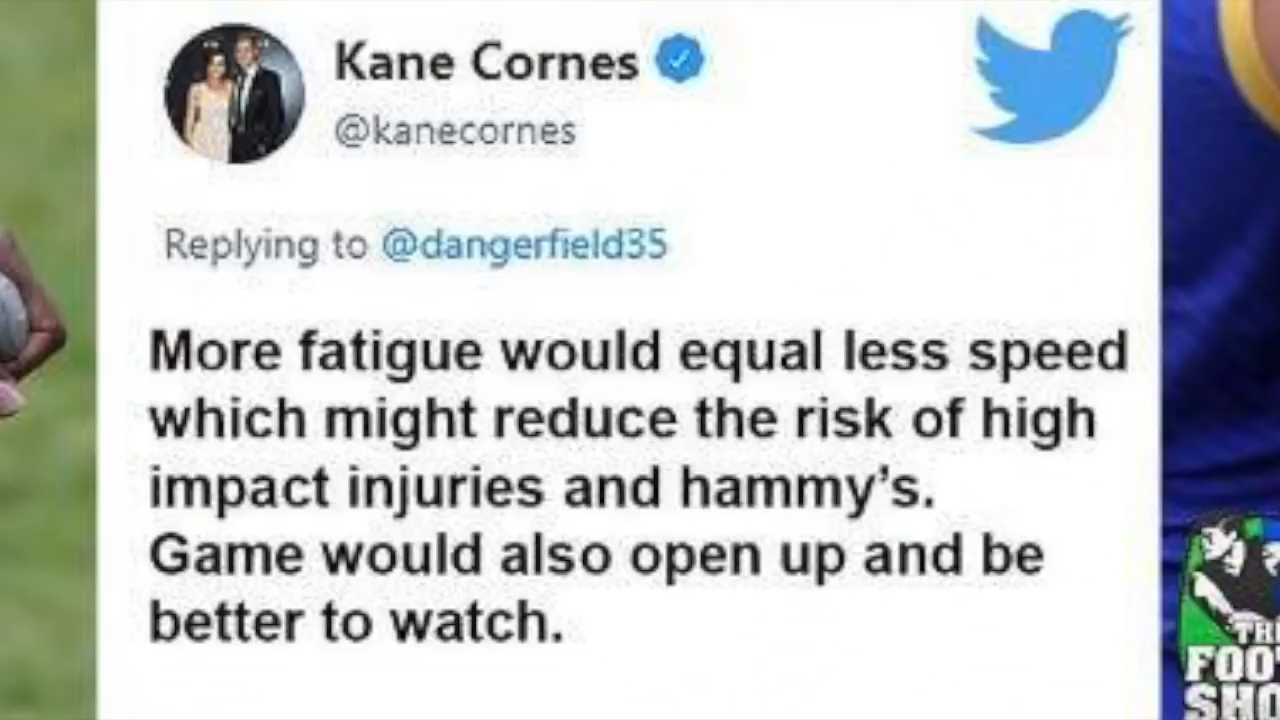 Kane Cornes
@kanecornes
Replying to @dangerfield35
More fatigue would equal less speed
which might reduce the risk of high
impact injuries and hammy’s.
Game would also open up and be
better to watch.